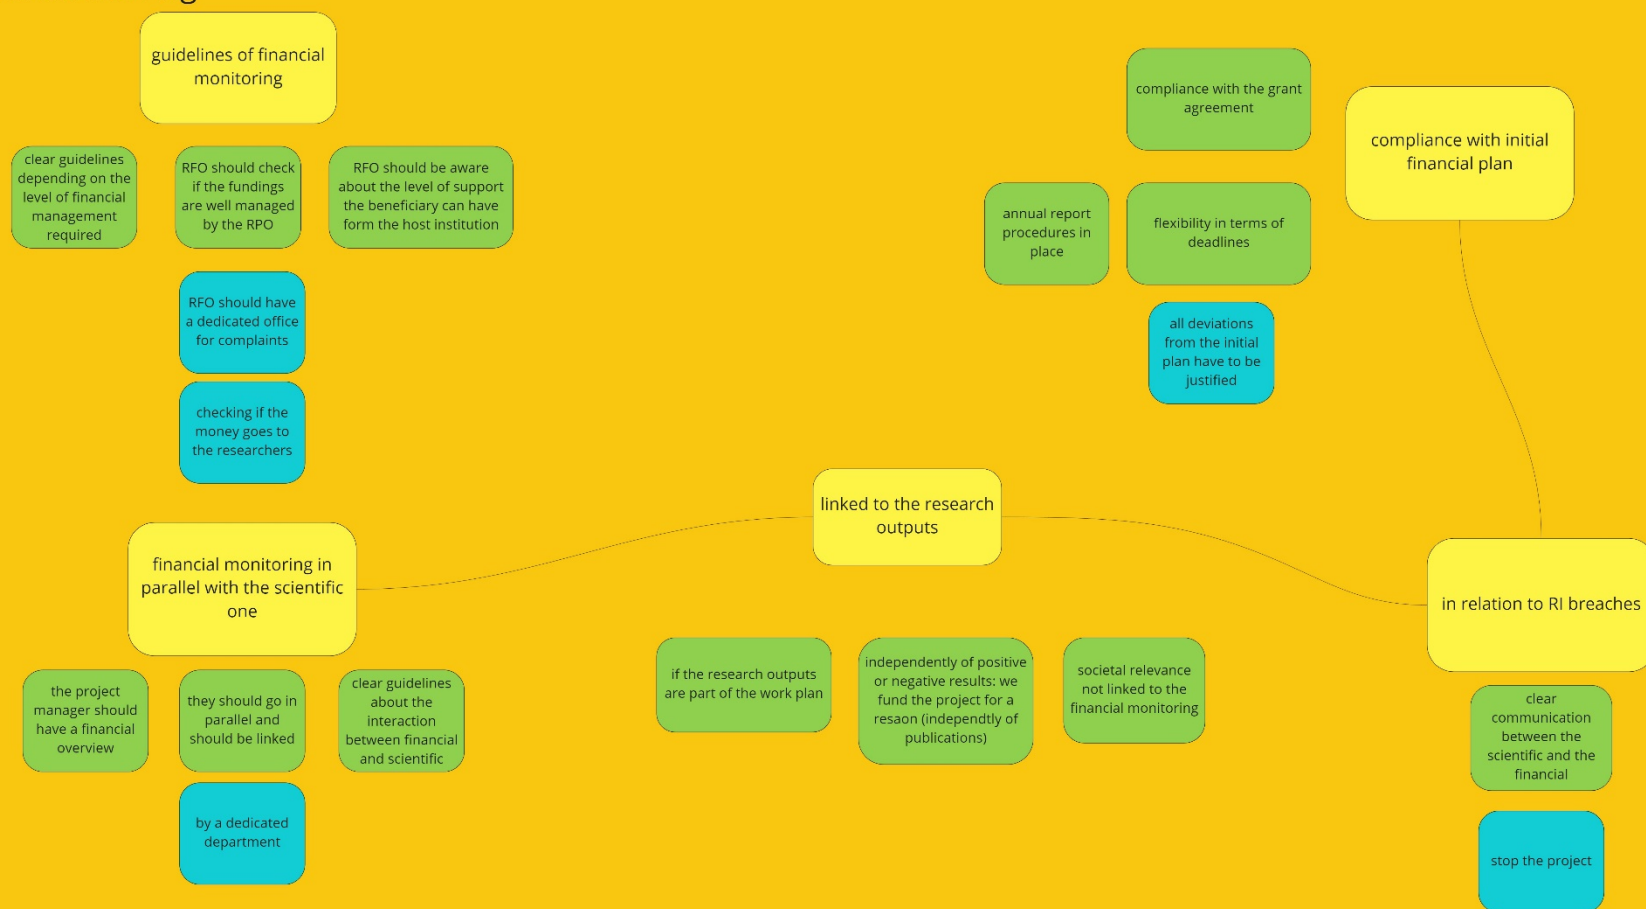 guidelines of financial
monitoring
clear guidelines
depending on the
level of financial
management
required
RFO should check
if the fundings
are well managed
by the RPO
RFO should be aware
about the level of support
the beneficiary can have
form the host institution
RFO should have
a dedicated office
for complaints
checking if the
money goes to
the researchers
compliance with the grant
agreement
compliance with initial
financial plan
annual report
procedures in
place
flexibility in terms of
deadlines
all deviations
from the initial
plan have to be
justified
linked to the research
outputs
financial monitoring in
parallel with the scientific
one
in relation to RI breaches
the project
manager should
have a financial
overview
they should go in
parallel and
should be linked
clear guidelines
about the
interaction
between financial
and scientific
by a dedicated
department
if the research outputs
are part of the work plan
independently of positive
or negative results: we
fund the project for a
resaon (independtly of
publications)
societal relevance
not linked to the
financial monitoring
clear
communication
between the
scientific and the
financial
stop the project